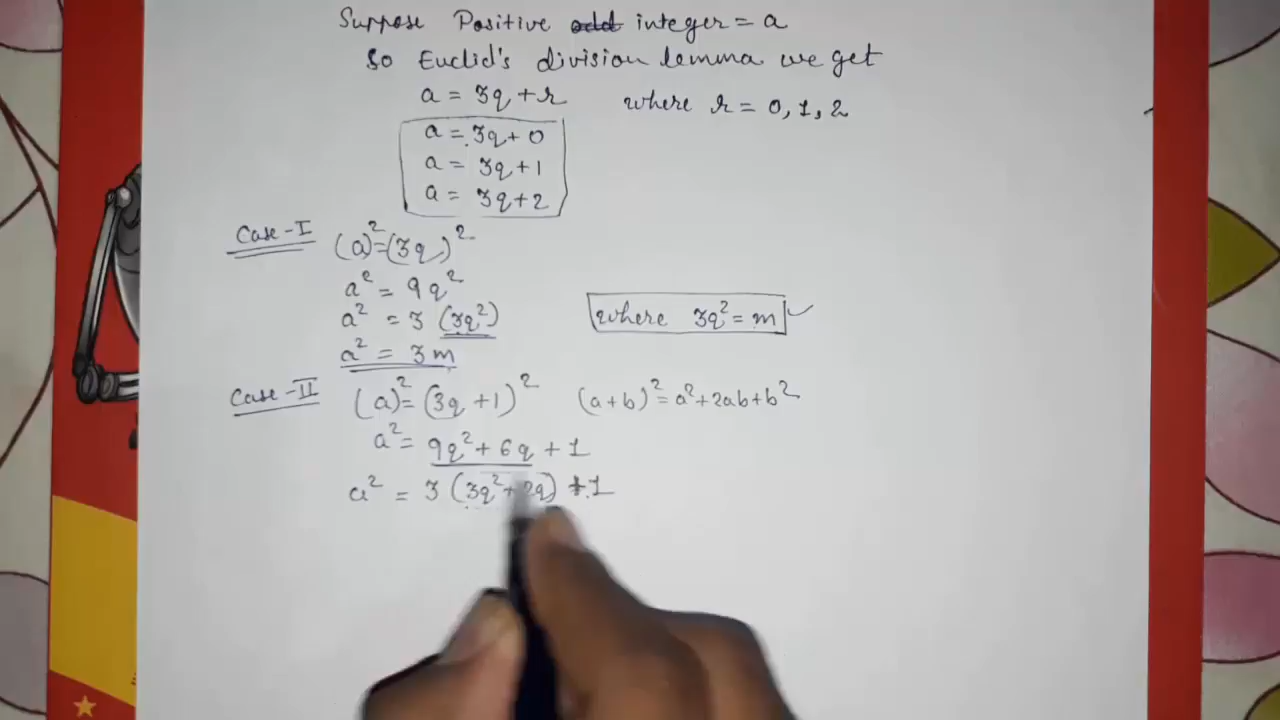 Suppose Positive odd integer = a
So Euclid's division lemma we get
a = 3q + r where r = 0, 1, 2
a = 3q + 0
a = 3q + 1
a = 3q + 2
Case - I (a)² = (3q)²
a² = 9q²
a² = 3 (3q²) where 3q² = m
a² = 3m
Case - II (a)² = (3q + 1)² (a+b)² = a² + 2ab + b²
a² = 9q² + 6q + 1
a² = 3 (3q² + 2q) + 1